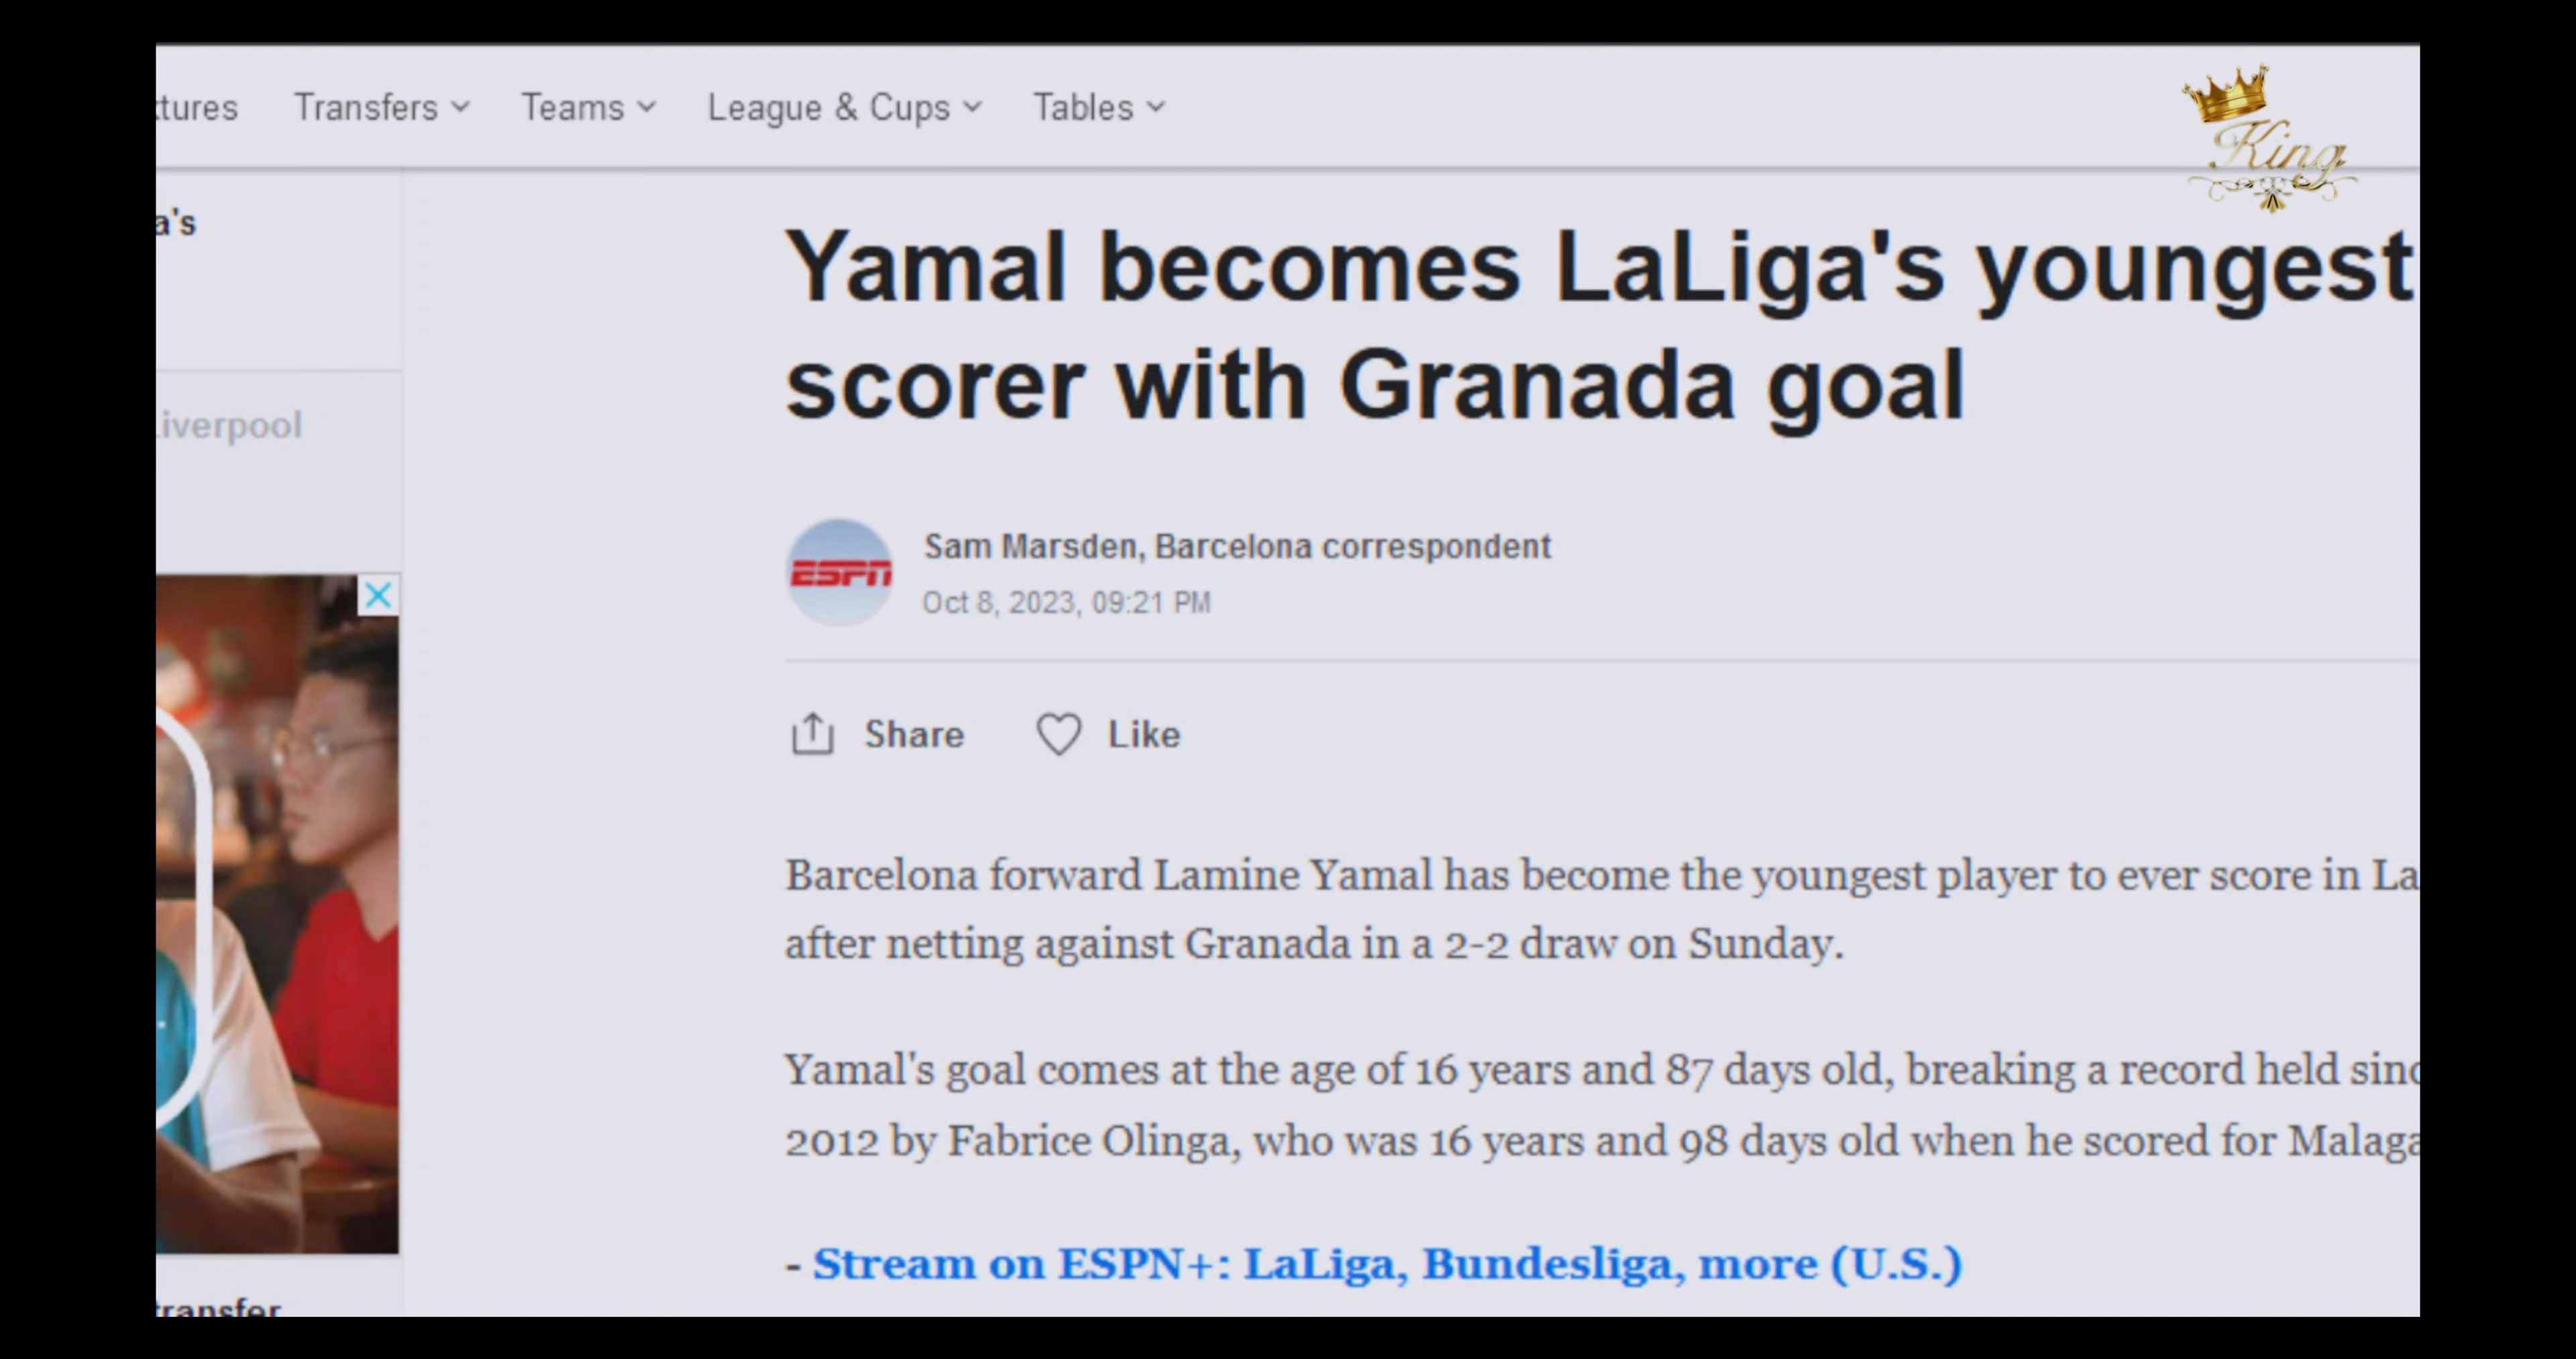 Transfers
Teams
League & Cups
Tables
King
Yamal becomes LaLiga's youngest
scorer with Granada goal
ESPN
Sam Marsden, Barcelona correspondent
Oct 8, 2023, 09:21 PM
Share
Like
Barcelona forward Lamine Yamal has become the youngest player to ever score in La
after netting against Granada in a 2-2 draw on Sunday.
Yamal's goal comes at the age of 16 years and 87 days old, breaking a record held
2012 by Fabrice Olinga, who was 16 years and 98 days old when he scored for Malaga
- Stream on ESPN+: LaLiga, Bundesliga, more (U.S.)
transfer